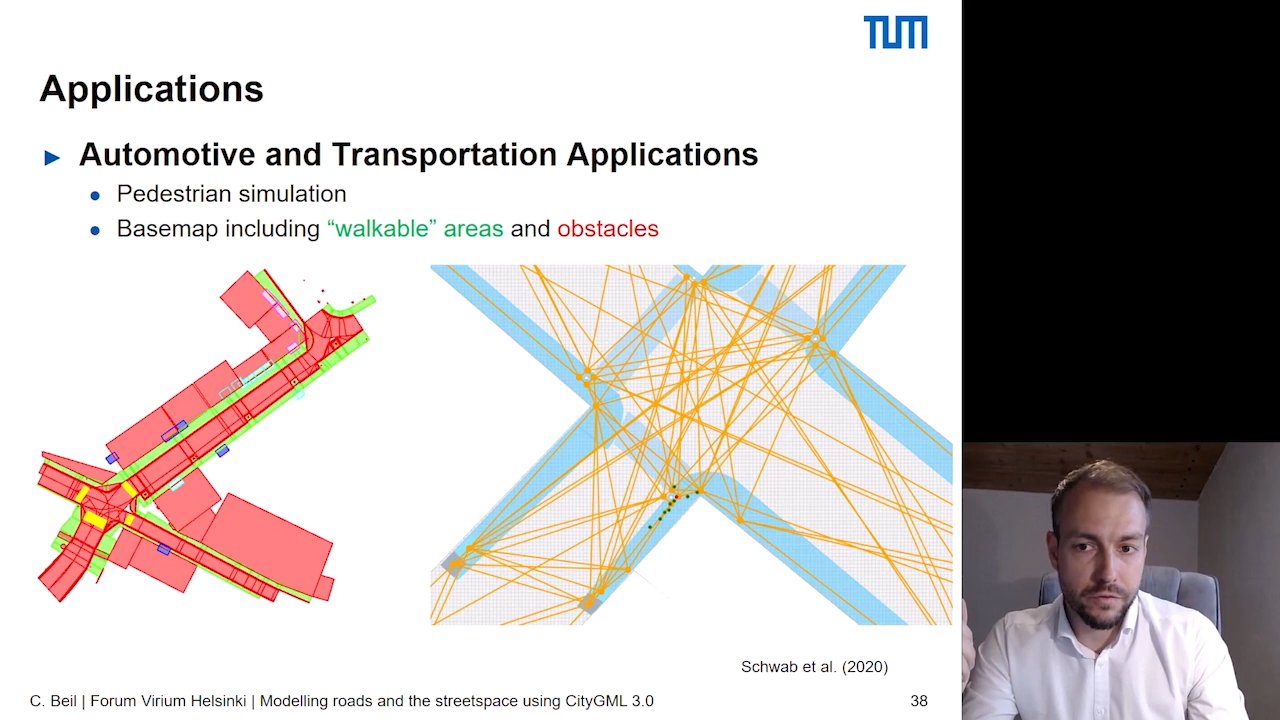 TUM
Applications
Automotive and Transportation Applications
Pedestrian simulation
Basemap including “walkable” areas and obstacles
Schwab et al. (2020)
C. Beil | Forum Virium Helsinki | Modelling roads and the streetspace using CityGML 3.0
38